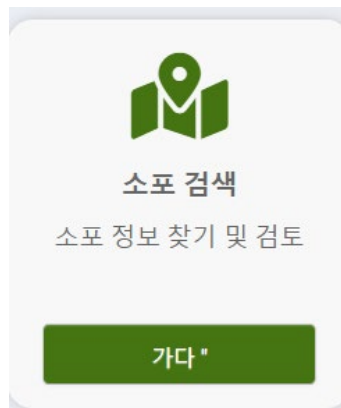 소포 검색
소포 정보 찾기 및 검토
가다 "